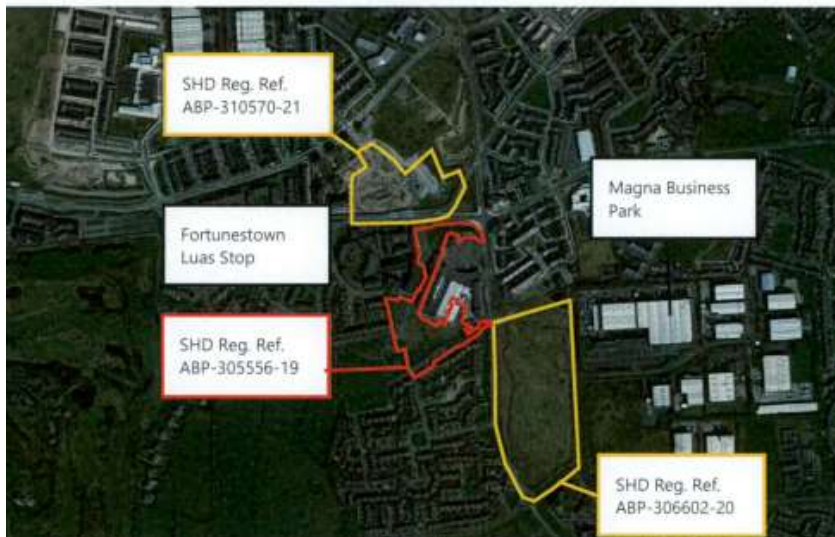 SHD Reg. Ref.
ABP-310570-21
Magna Business
Park
Fortunestown
Luas Stop
SHD Reg. Ref.
ABP-305556-19
SHD Reg. Ref.
ABP-306602-20